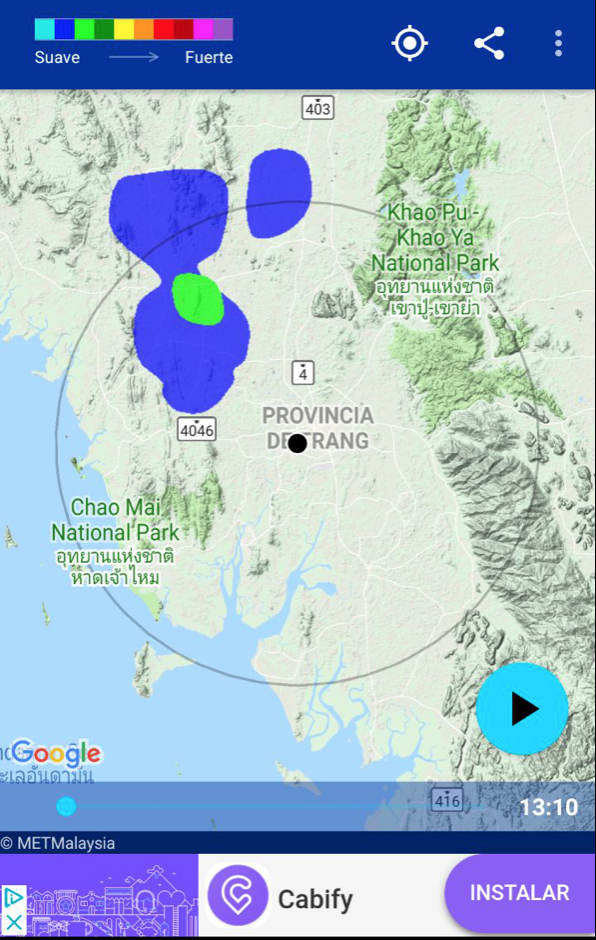 Suave
Fuerte
403
Khao Pu -
Khao Ya
National Park
อุทยานแห่งชาติ
เขาปู่-เขาย่า
4
PROVINCIA
DE TRANG
4046
Chao Mai
National Park
อุทยานแห่งชาติ
หาดเจ้าไหม
Google
ะเลอันดามัน
416
13:10
© METMalaysia
Cabify
INSTALAR